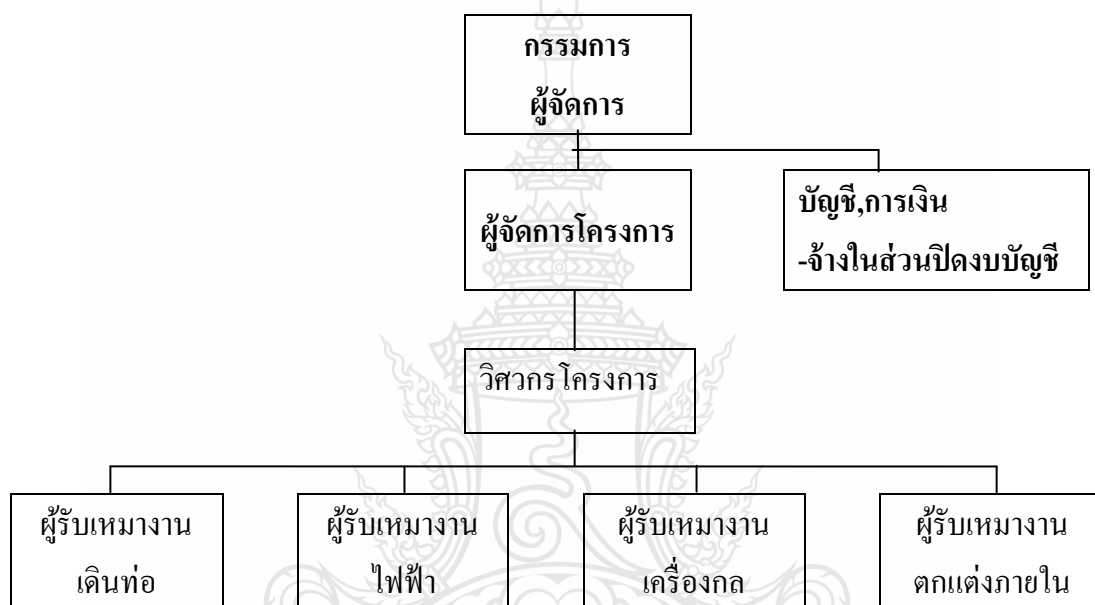 กรรมการ
ผู้จัดการ
ผู้จัดการโครงการ
บัญชี,การเงิน
-จ้างในส่วนปิดงบบัญชี
วิศวกรโครงการ
ผู้รับเหมางาน
เดินท่อ
ผู้รับเหมางาน
ไฟฟ้า
ผู้รับเหมางาน
เครื่องกล
ผู้รับเหมางาน
ตกแต่งภายใน